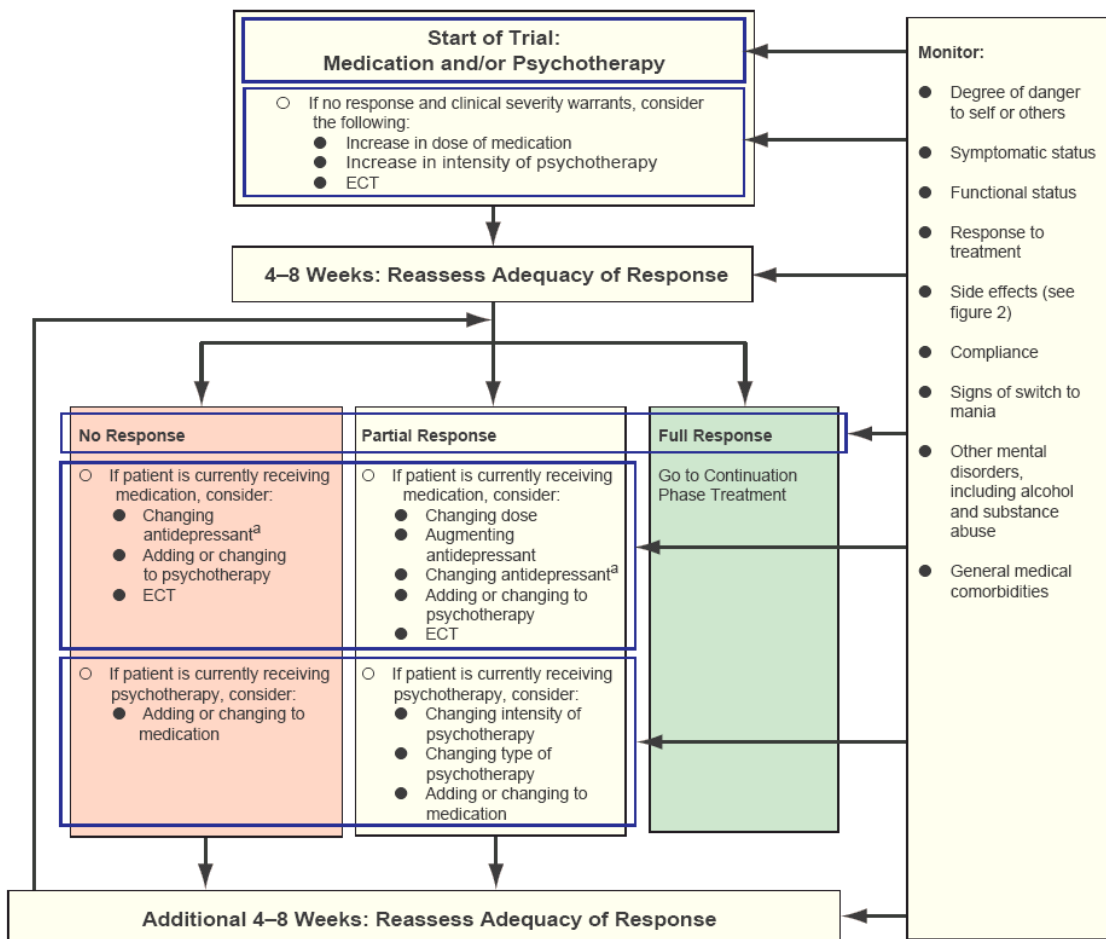 Start of Trial:
Medication and/or Psychotherapy
○ If no response and clinical severity warrants, consider
the following:
● Increase in dose of medication
● Increase in intensity of psychotherapy
● ECT
4–8 Weeks: Reassess Adequacy of Response
No Response
○ If patient is currently receiving
medication, consider:
● Changing
antidepressantᵃ
● Adding or changing
to psychotherapy
● ECT
○ If patient is currently receiving
psychotherapy, consider:
● Adding or changing to
medication
Partial Response
○ If patient is currently receiving
medication, consider:
● Changing dose
● Augmenting
antidepressant
● Changing antidepressantᵃ
● Adding or changing to
psychotherapy
● ECT
○ If patient is currently receiving
psychotherapy, consider:
● Changing intensity of
psychotherapy
● Changing type of
psychotherapy
● Adding or changing to
medication
Full Response
Go to Continuation
Phase Treatment
Additional 4–8 Weeks: Reassess Adequacy of Response
Monitor:
● Degree of danger
to self or others
● Symptomatic status
● Functional status
● Response to
treatment
● Side effects (see
figure 2)
● Compliance
● Signs of switch to
mania
● Other mental
disorders,
including alcohol
and substance
abuse
● General medical
comorbidities